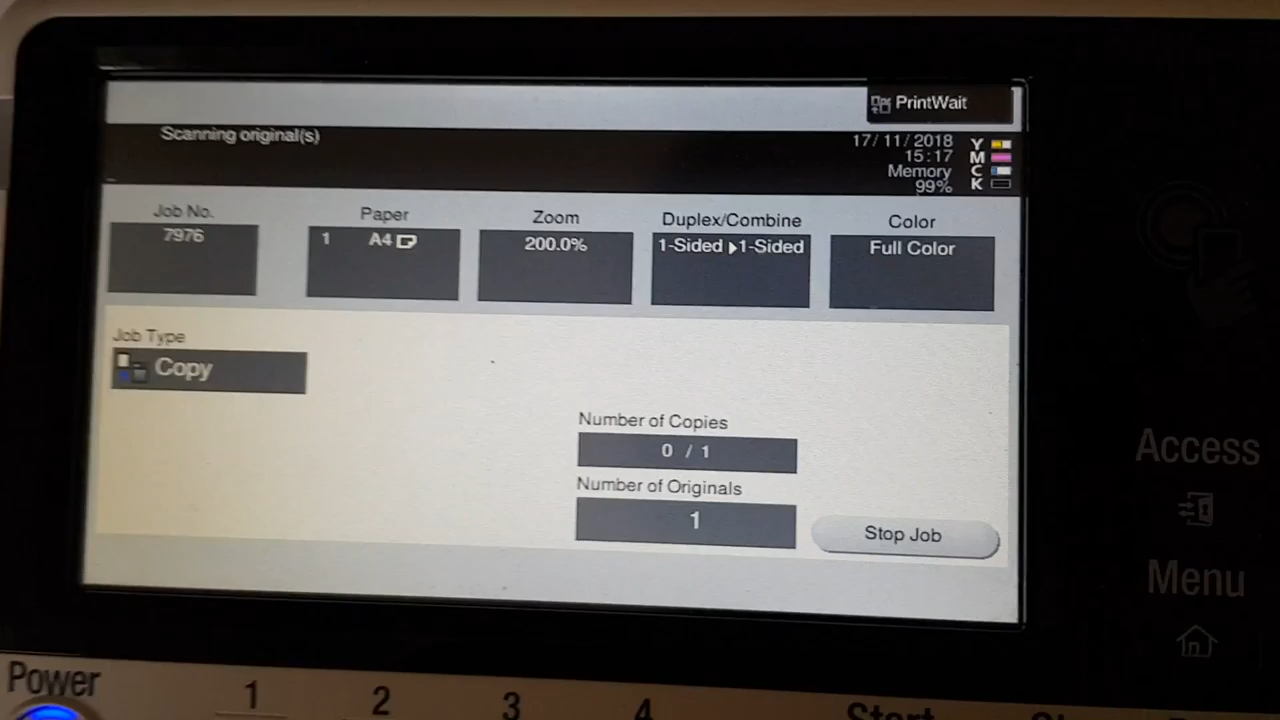 PrintWait
Scanning original(s)
17/11/2018
15:17
Memory
99%
Y
M
C
K
Job No.
7976
Paper
1 A4
Zoom
200.0%
Duplex/Combine
1-Sided ▶1-Sided
Color
Full Color
Job Type
Copy
Number of Copies
0 / 1
Number of Originals
1
Stop Job
Access
Menu
Power
1 2 3 4
Start